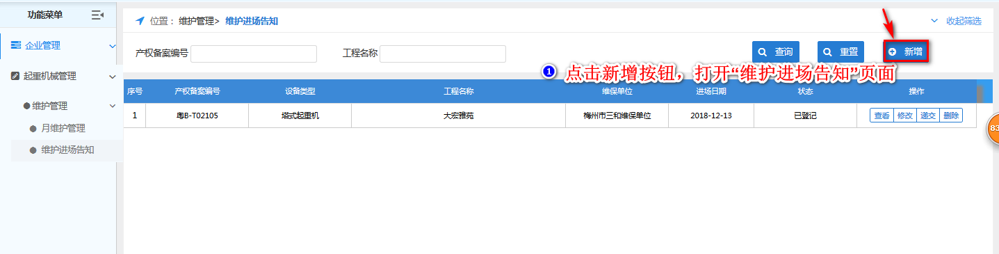 功能菜单
企业管理
起重机械管理
维护管理
月维护管理
维护进场告知
位置： 维护管理> 维护进场告知
收起筛选
产权备案编号
工程名称
查询
重置
新增
1 点击新增按钮，打开“维护进场告知”页面
序号 产权备案编号 设备类型 工程名称 维保单位 进场日期 状态 操作
1 粤B-T02105 塔式起重机 大宏雅苑 梅州市三和维保单位 2018-12-13 已登记 查看 修改 递交 删除
83